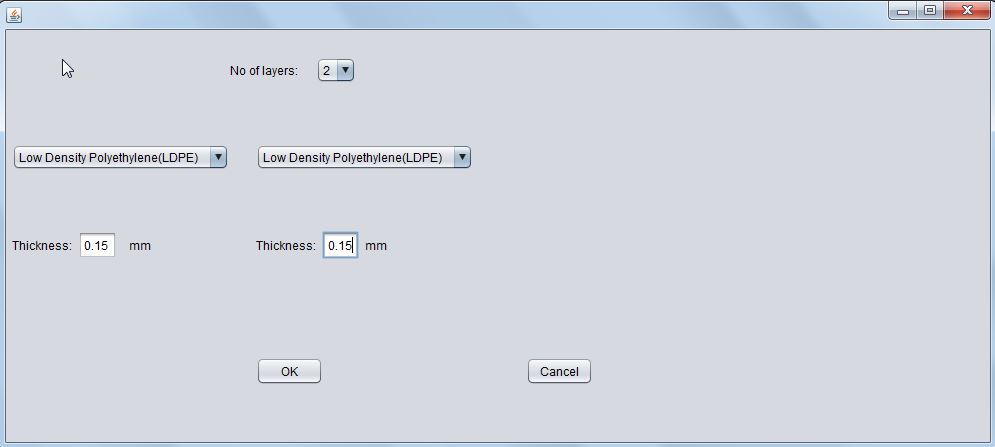 No of layers: 2
Low Density Polyethylene(LDPE) Low Density Polyethylene(LDPE)
Thickness: 0.15 mm Thickness: 0.15 mm
OK Cancel